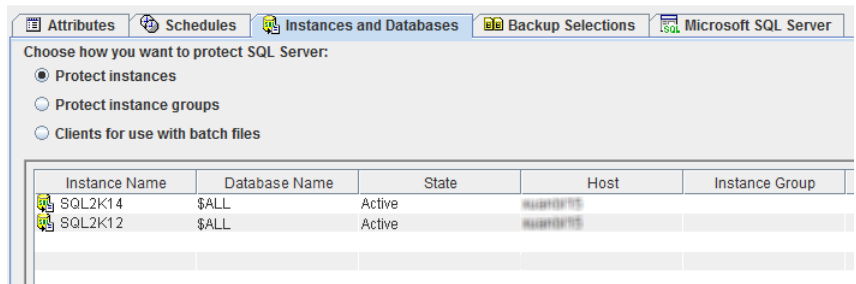 Attributes Schedules Instances and Databases Backup Selections Microsoft SQL Server
Choose how you want to protect SQL Server:
Protect instances
Protect instance groups
Clients for use with batch files
Instance Name Database Name State Host Instance Group
SQL2K14 $ALL Active
SQL2K12 $ALL Active